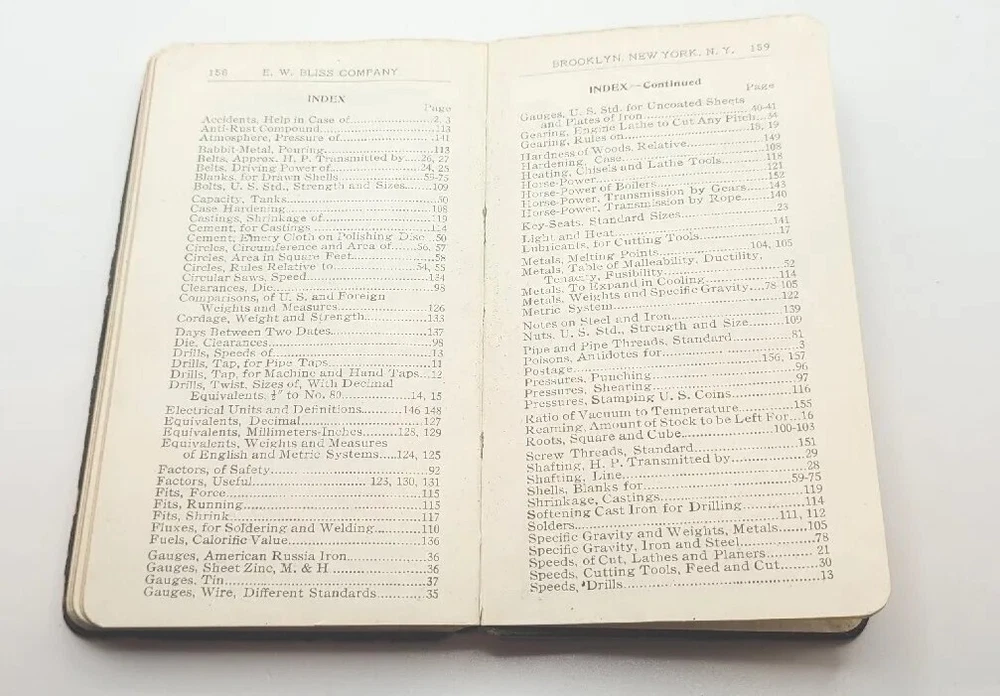 158 E. W. BLISS COMPANY
INDEX
Page
Accidents, Help in Case of 2, 3
Anti-Rust Compound 113
Atmosphere, Pressure of 141
Babbit-Metal, Pouring 113
Belts, Approx. H. P. Transmitted by 26, 27
Belts, Driving Power of 24, 25
Blanks, for Drawn Shells 59-75
Bolts, U. S. Std., Strength and Sizes 109
Capacity, Tanks 80
Case Hardening 108
Castings, Shrinkage of 119
Cement, for Castings 114
Cement, Emery Cloth on Polishing Disc 50
Circles, Circumference and Area of 56, 57
Circles, Area in Square Feet 58
Circles, Rules Relative to 54, 55
Circular Saws, Speed 134
Clearances, Die 98
Comparisons, of U. S. and Foreign
Weights and Measures 126
Cordage, Weight and Strength 133
Days Between Two Dates 137
Die, Clearances 98
Drills, Speeds of 13
Drills, Tap, for Pipe Taps 11
Drills, Tap, for Machine and Hand Taps 12
Drills, Twist, Sizes of, With Decimal
Equivalents, ½" to No. 80 14, 15
Electrical Units and Definitions 146 148
Equivalents, Decimal 127
Equivalents, Millimeters-Inches 128, 129
Equivalents, Weights and Measures
of English and Metric Systems 124, 125
Factors, of Safety 92
Factors, Useful 123, 130, 131
Fits, Force 115
Fits, Running 115
Fits, Shrink 117
Fluxes, for Soldering and Welding 110
Fuels, Calorific Value 136
Gauges, American Russia Iron 36
Gauges, Sheet Zinc, M. & H 36
Gauges, Tin 37
Gauges, Wire, Different Standards 35
BROOKLYN, NEW YORK, N. Y. 159
INDEX—Continued
Page
Gauges, U. S. Std. for Uncoated Sheets
and Plates of Iron 40-41
Gearing, Engine Lathe to Cut Any Pitch 34
Gearing, Rules on 18, 19
Hardness of Woods, Relative 149
Hardening, Case 108
Heating, Chisels and Lathe Tools 118
Horse-Power 121
Horse-Power of Boilers 152
Horse-Power, Transmission by Gears 143
Horse-Power, Transmission by Rope 140
Key-Seats, Standard Sizes 23
Light and Heat 141
Lubricants, for Cutting Tools 17
Metals, Melting Points 104, 105
Metals, Table of Malleability, Ductility,
Tenacity, Fusibility 52
Metals, To Expand in Cooling 114
Metals, Weights and Specific Gravity 78-105
Metric System 122
Notes on Steel and Iron 139
Nuts, U. S. Std., Strength and Size 109
Pipe and Pipe Threads, Standard 81
Poisons, Antidotes for 3
Postage 156, 157
Pressures, Punching 96
Pressures, Shearing 97
Pressures, Stamping U. S. Coins 116
Ratio of Vacuum to Temperature 155
Reaming, Amount of Stock to be Left For 16
Roots, Square and Cube 100-103
Screw Threads, Standard 151
Shafting, H. P. Transmitted by 29
Shafting, Line 28
Shells, Blanks for 59-75
Shrinkage, Castings 119
Softening Cast Iron for Drilling 114
Solders 111, 112
Specific Gravity and Weights, Metals 105
Specific Gravity, Iron and Steel 78
Speeds, of Cut, Lathes and Planers 21
Speeds, Cutting Tools, Feed and Cut 30
Speeds, Drills 13